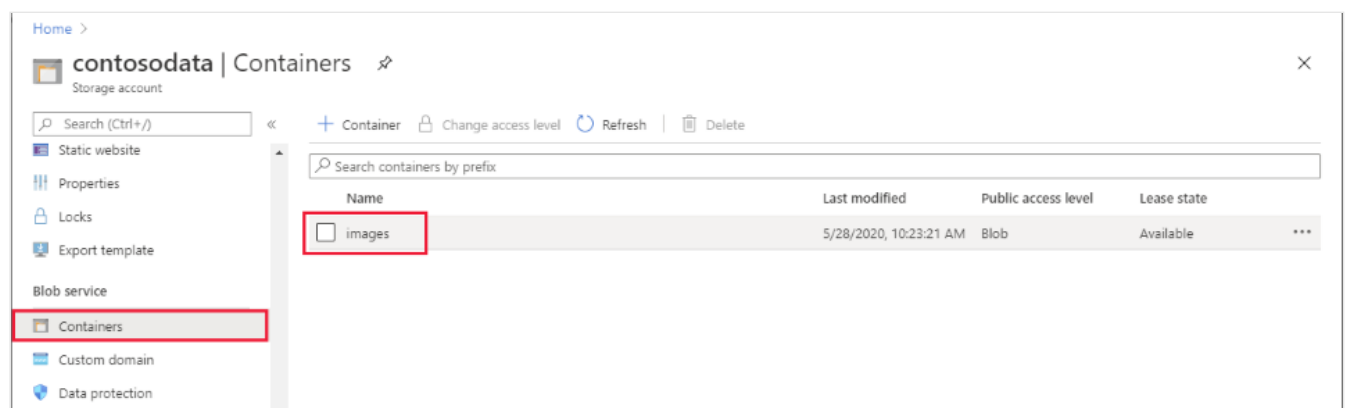 Home >
contosodata | Containers
Storage account
Search (Ctrl+/) «
Static website
Properties
Locks
Export template
Blob service
Containers
Custom domain
Data protection
+ Container Change access level Refresh | Delete
Search containers by prefix
Name Last modified Public access level Lease state
images 5/28/2020, 10:23:21 AM Blob Available ...